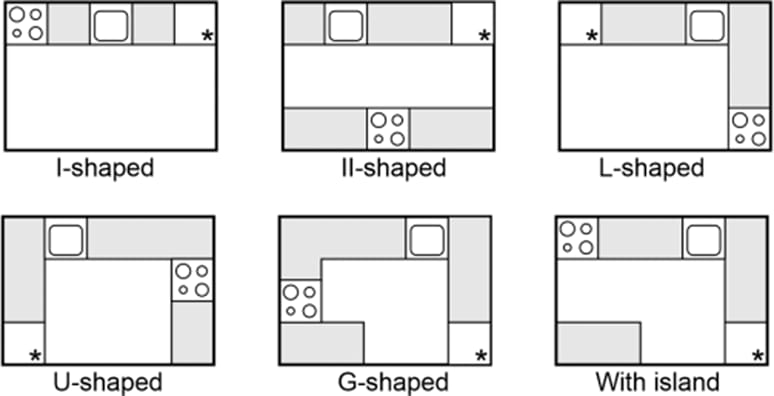 *
*
*
I-shaped
II-shaped
L-shaped
*
*
*
U-shaped
G-shaped
With island